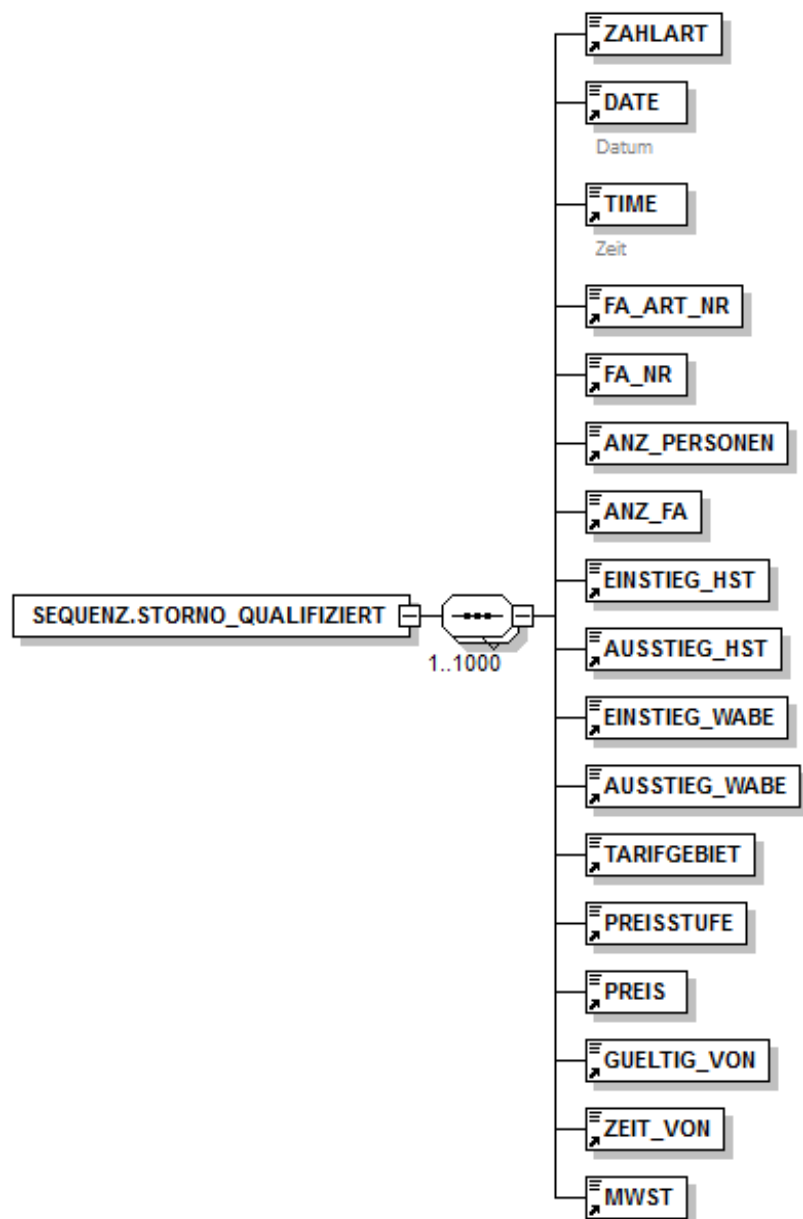 ZAHLART
DATE
Datum
TIME
Zeit
FA_ART_NR
FA_NR
ANZ_PERSONEN
ANZ_FA
EINSTIEG_HST
SEQUENZ.STORNO_QUALIFIZIERT
1..1000
AUSSTIEG_HST
EINSTIEG_WABE
AUSSTIEG_WABE
TARIFGEBIET
PREISSTUFE
PREIS
GUELTIG_VON
ZEIT_VON
MWST